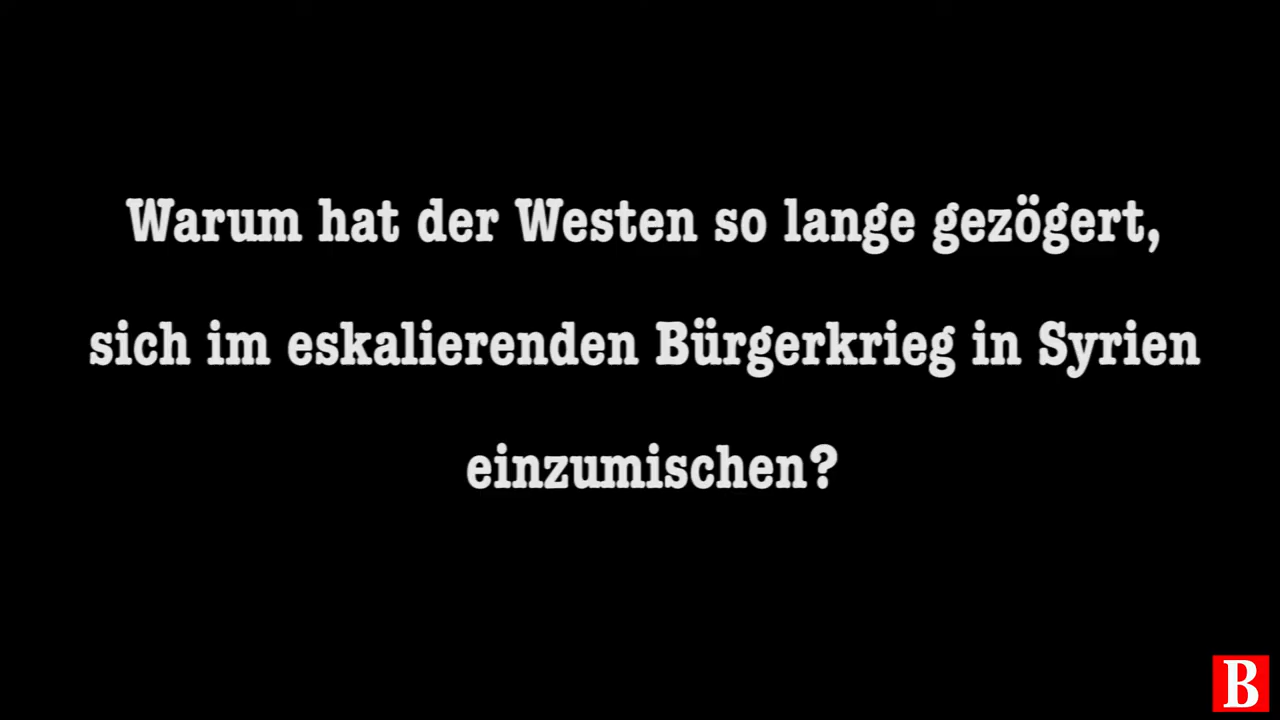 Warum hat der Westen so lange gezögert,
sich im eskalierenden Bürgerkrieg in Syrien
einzumischen?
B